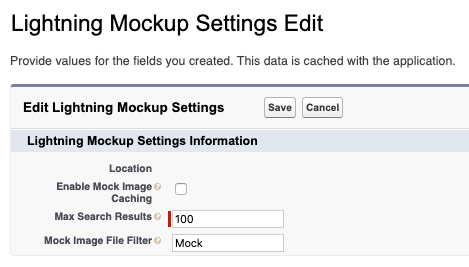 Lightning Mockup Settings Edit
Provide values for the fields you created. This data is cached with the application.
Edit Lightning Mockup Settings Save Cancel
Lightning Mockup Settings Information
Location
Enable Mock Image
Caching
Max Search Results 100
Mock Image File Filter Mock